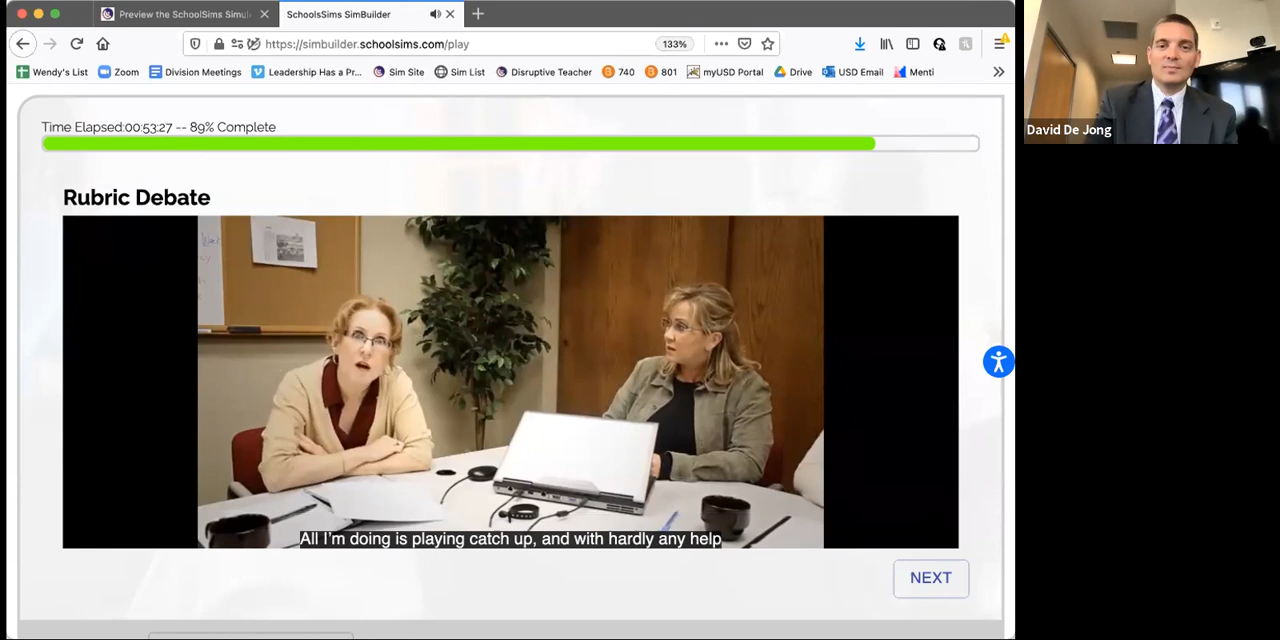 Preview the SchoolSims Simul
SchoolsSims SimBuilder
https://simbuilder.schoolsims.com/play
133%
Wendy's List
Zoom
Division Meetings
Leadership Has a Pr...
Sim Site
Sim List
Disruptive Teacher
740
801
myUSD Portal
Drive
USD Email
Menti
David De Jong
Time Elapsed:00:53:27 -- 89% Complete
Rubric Debate
All I'm doing is playing catch up, and with hardly any help
NEXT